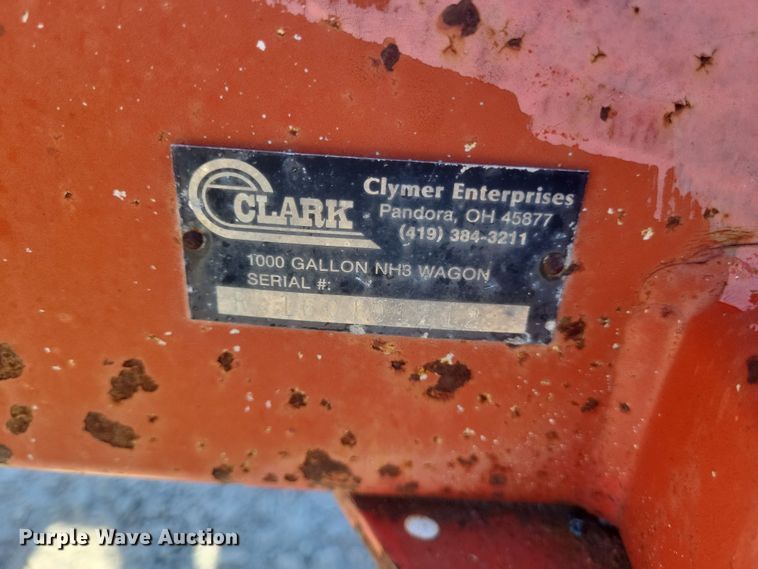 CLARK
Clymer Enterprises
Pandora, OH 45877
(419) 384-3211
1000 GALLON NH3 WAGON
SERIAL #:
Purple Wave Auction